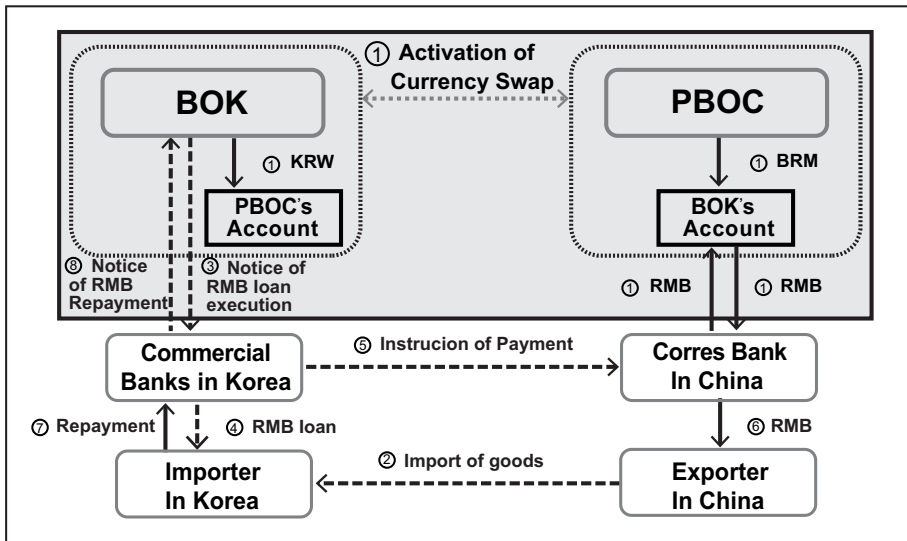 ① Activation of
Currency Swap
BOK
PBOC
① KRW
① BRM
PBOC's
Account
BOK's
Account
⑧ Notice
of RMB
Repayment
③ Notice of
RMB loan
execution
① RMB
① RMB
Commercial
Banks in Korea
⑤ Instrucion of Payment
Corres Bank
In China
⑦ Repayment
④ RMB loan
⑥ RMB
Importer
In Korea
② Import of goods
Exporter
In China